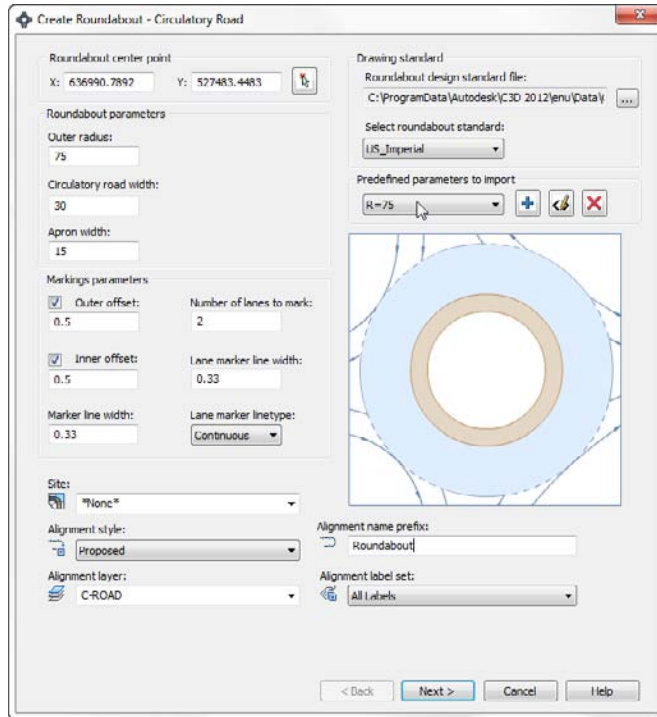 Create Roundabout - Circulatory Road
Roundabout center point
X: 636990.7892 Y: 527483.4483
Roundabout parameters
Outer radius:
75
Circulatory road width:
30
Apron width:
15
Markings parameters
Outer offset: Number of lanes to mark:
0.5 2
Inner offset: Lane marker line width:
0.5 0.33
Marker line width: Lane marker linetype:
0.33 Continuous
Drawing standard
Roundabout design standard file:
C:\ProgramData\Autodesk\C3D 2012\enu\Data\ ...
Select roundabout standard:
US_Imperial
Predefined parameters to import
R=75
Site:
*None*
Alignment style:
Proposed
Alignment layer:
C-ROAD
Alignment name prefix:
Roundabout
Alignment label set:
All Labels
< Back Next > Cancel Help